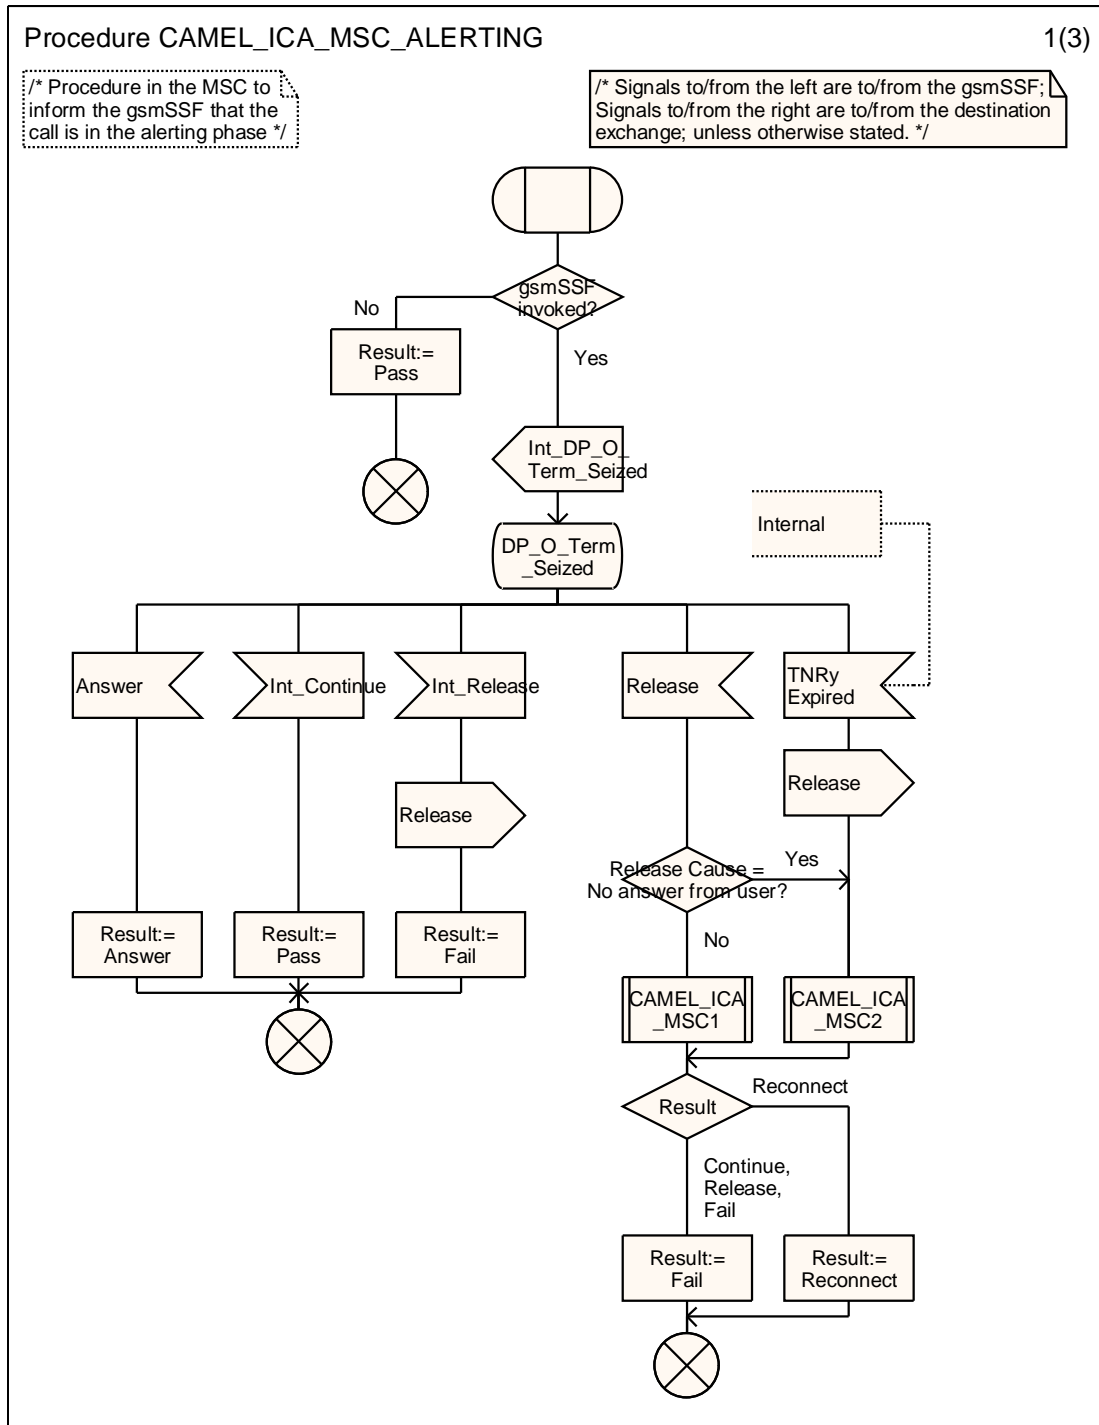 Procedure CAMEL_ICA_MSC_ALERTING
1(3)
/* Procedure in the MSC to
inform the gsmSSF that the
call is in the alerting phase */
/* Signals to/from the left are to/from the gsmSSF;
Signals to/from the right are to/from the destination
exchange; unless otherwise stated. */
gsmSSF
invoked?
No
Yes
Result:=
Pass
Int_DP_O_
Term_Seized
Internal
DP_O_Term
_Seized
Answer
Int_Continue
Int_Release
Release
TNRy
Expired
Release
Release
Release Cause =
No answer from user?
Yes
No
Result:=
Answer
Result:=
Pass
Result:=
Fail
CAMEL_ICA
_MSC1
CAMEL_ICA
_MSC2
Result
Reconnect
Continue,
Release,
Fail
Result:=
Fail
Result:=
Reconnect